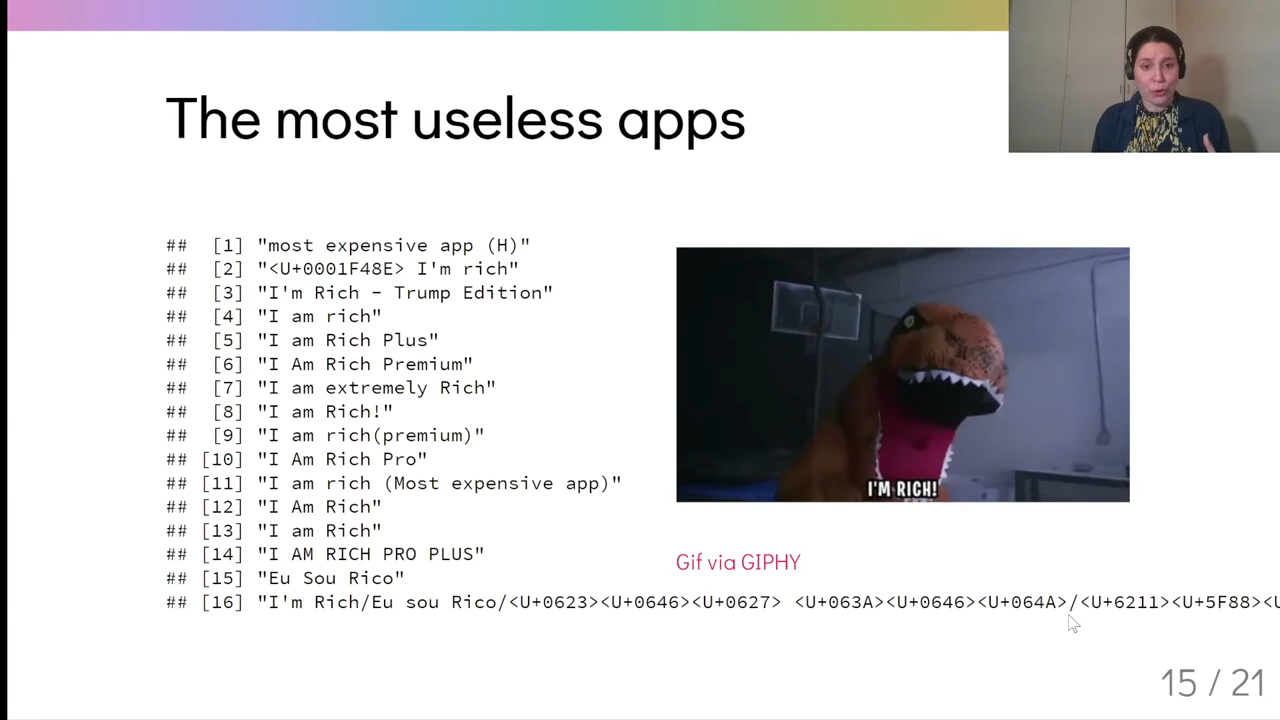 The most useless apps
## [1] "most expensive app (H)"
## [2] "<U+0001F48E> I'm rich"
## [3] "I'm Rich - Trump Edition"
## [4] "I am rich"
## [5] "I am Rich Plus"
## [6] "I Am Rich Premium"
## [7] "I am extremely Rich"
## [8] "I am Rich!"
## [9] "I am rich(premium)"
## [10] "I Am Rich Pro"
## [11] "I am rich (Most expensive app)"
## [12] "I Am Rich"
## [13] "I am Rich"
## [14] "I AM RICH PRO PLUS"
## [15] "Eu Sou Rico"
## [16] "I'm Rich/Eu sou Rico/<U+0623><U+0646><U+0627> <U+063A><U+0646><U+064A>/<U+6211><U+5F88><U
I'M RICH!
Gif via GIPHY
15 / 21